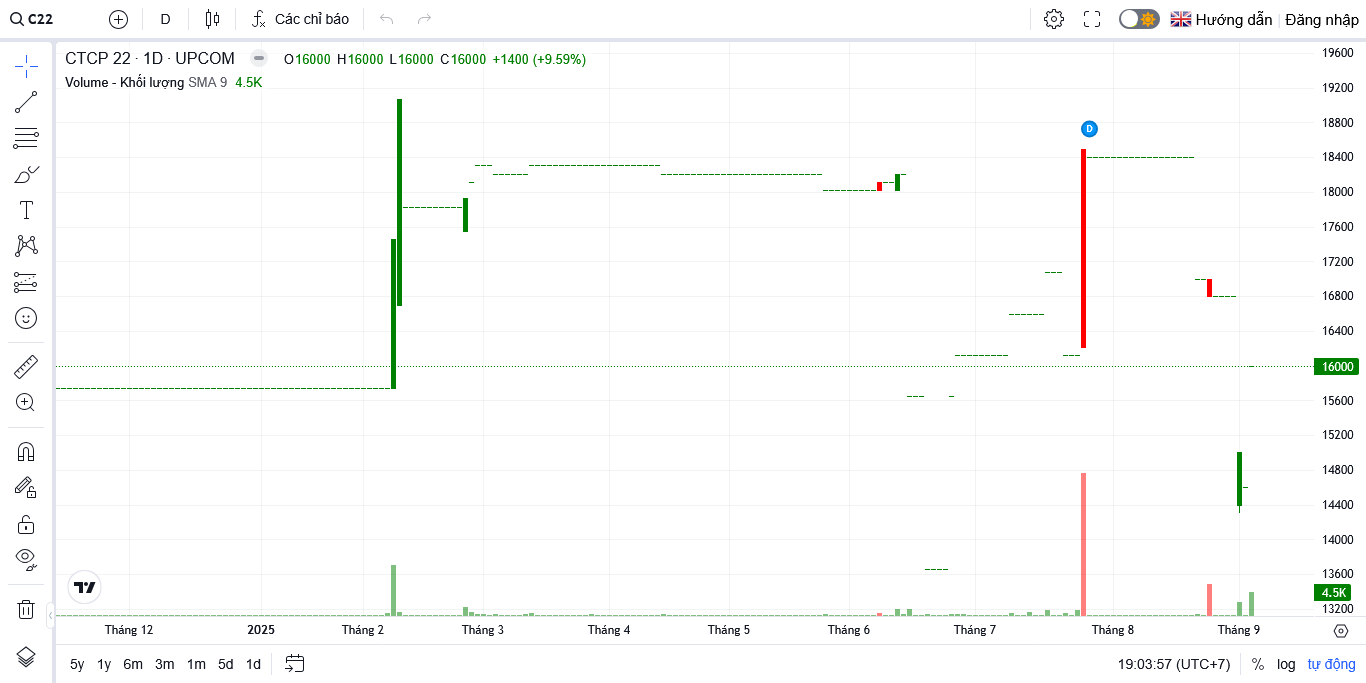 C22 D Các chỉ báo Hướng dẫn Đăng nhập
CTCP 22 · 1D · UPCOM O16000 H16000 L16000 C16000 +1400 (+9.59%)
Volume - Khối lượng SMA 9 4.5K
D
19600
19200
18800
18400
18000
17600
17200
16800
16400
16000
15600
15200
14800
14400
14000
13600
4.5K
13200
Tháng 12 2025 Tháng 2 Tháng 3 Tháng 4 Tháng 5 Tháng 6 Tháng 7 Tháng 8 Tháng 9
5y 1y 6m 3m 1m 5d 1d 19:03:57 (UTC+7) % log tự động